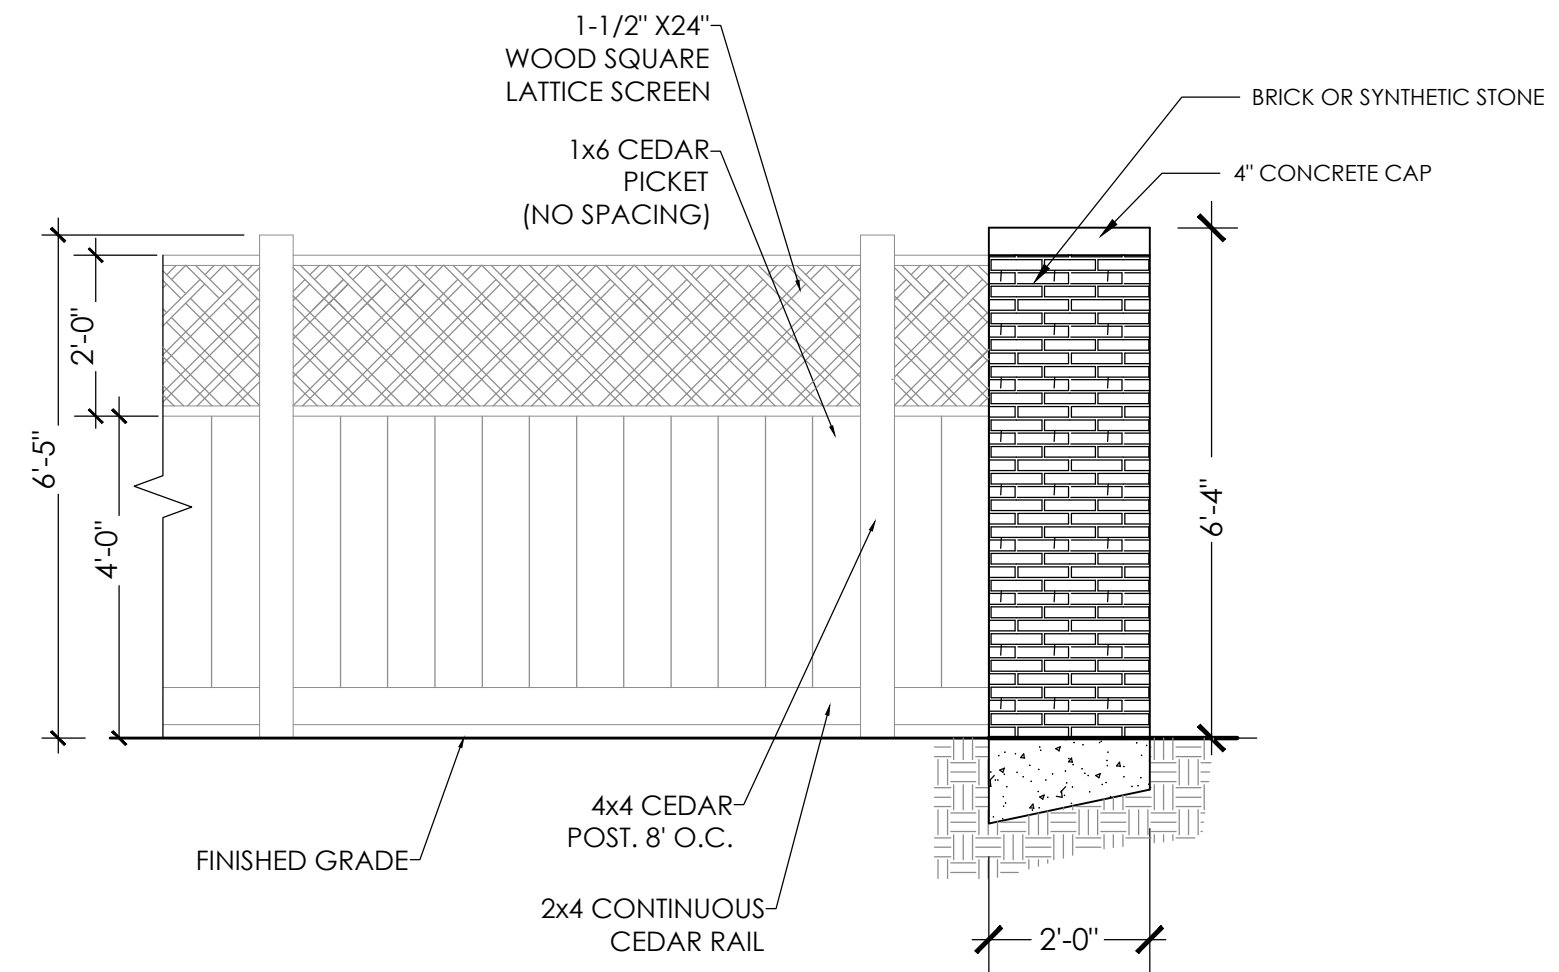 1-1/2" X24"
WOOD SQUARE
LATTICE SCREEN
BRICK OR SYNTHETIC STONE
1x6 CEDAR
PICKET
(NO SPACING)
4" CONCRETE CAP
2'-0"
6'-5"
4'-0"
6'-4"
4x4 CEDAR
POST. 8' O.C.
FINISHED GRADE
2x4 CONTINUOUS
CEDAR RAIL
2'-0"